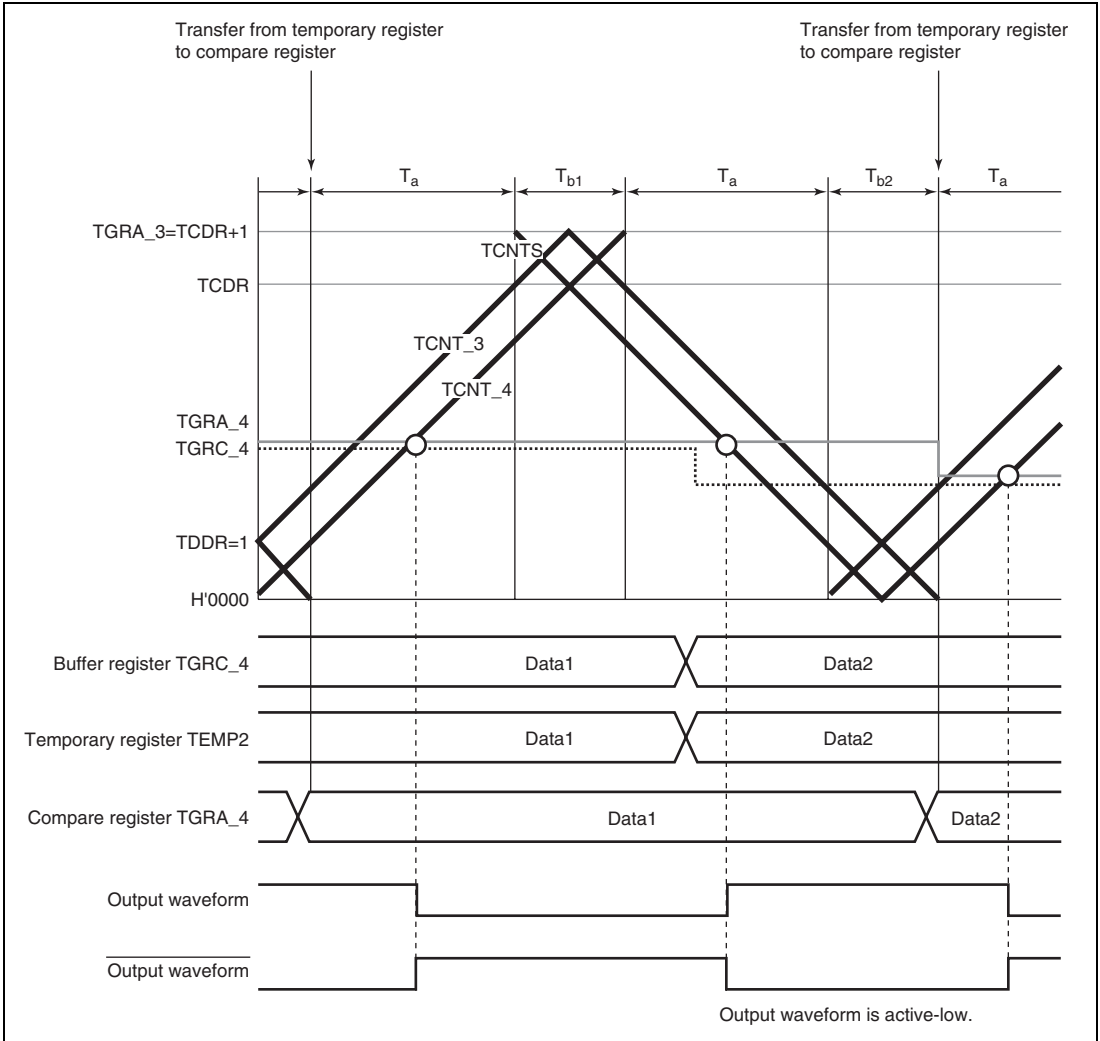 Transfer from temporary register
to compare register
Transfer from temporary register
to compare register
Ta
Tb1
Ta
Tb2
Ta
TGRA_3=TCDR+1
TCNTS
TCDR
TCNT_3
TCNT_4
TGRA_4
TGRC_4
TDDR=1
H'0000
Buffer register TGRC_4
Data1
Data2
Temporary register TEMP2
Data1
Data2
Compare register TGRA_4
Data1
Data2
Output waveform
Output waveform
Output waveform is active-low.